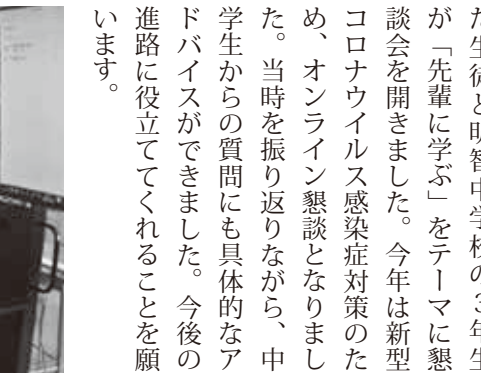 た生徒と明智中学校の３年生
が「先輩に学ぶ」をテーマに懇
談会を開きました。今年は新型
コロナウイルス感染症対策のた
め、オンライン懇談となりまし
た。当時を振り返りながら、中
学生からの質問にも具体的なア
ドバイスができました。今後の
進路に役立ててくれることを願
います。